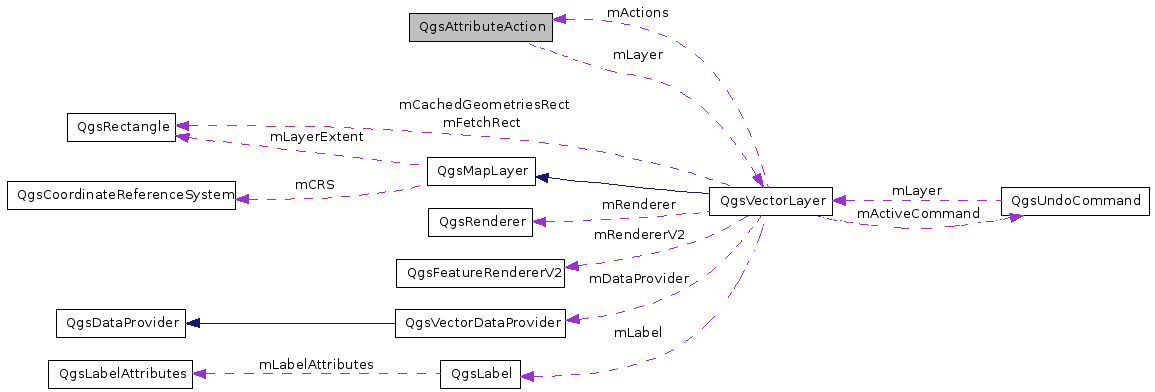 mActions
QgsAttributeAction
mLayer
mCachedGeometriesRect
mFetchRect
QgsRectangle
mLayerExtent
QgsMapLayer
mCRS
QgsCoordinateReferenceSystem
mLayer
QgsVectorLayer
QgsUndoCommand
mRenderer
mActiveCommand
QgsRenderer
mRendererV2
QgsFeatureRendererV2
mDataProvider
QgsDataProvider
QgsVectorDataProvider
mLabel
mLabelAttributes
QgsLabelAttributes
QgsLabel